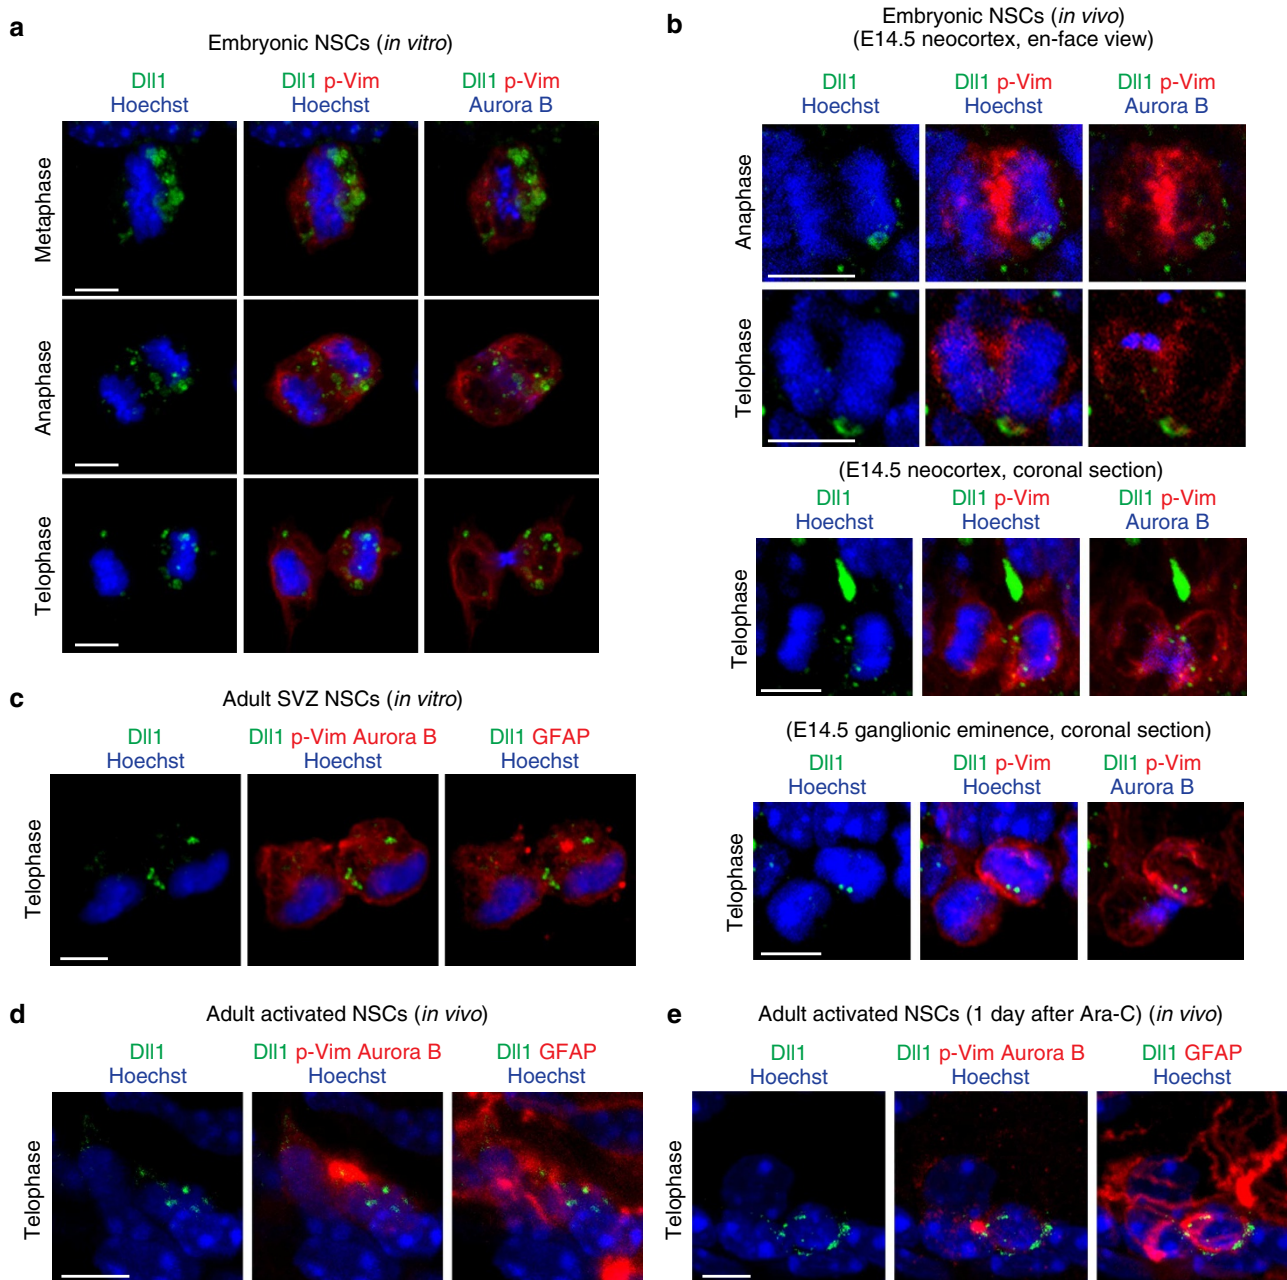 a
Embryonic NSCs (in vitro)
Dll1 Hoechst
Dll1 p-Vim Hoechst
Dll1 p-Vim Aurora B
Metaphase
Anaphase
Telophase
b
Embryonic NSCs (in vivo)
(E14.5 neocortex, en-face view)
Dll1 Hoechst
Dll1 p-Vim Hoechst
Dll1 p-Vim Aurora B
Anaphase
Telophase
(E14.5 neocortex, coronal section)
Dll1 Hoechst
Dll1 p-Vim Hoechst
Dll1 p-Vim Aurora B
Telophase
(E14.5 ganglionic eminence, coronal section)
Dll1 Hoechst
Dll1 p-Vim Hoechst
Dll1 p-Vim Aurora B
Telophase
c
Adult SVZ NSCs (in vitro)
Dll1 Hoechst
Dll1 p-Vim Aurora B Hoechst
Dll1 GFAP Hoechst
Telophase
d
Adult activated NSCs (in vivo)
Dll1 Hoechst
Dll1 p-Vim Aurora B Hoechst
Dll1 GFAP Hoechst
Telophase
e
Adult activated NSCs (1 day after Ara-C) (in vivo)
Dll1 Hoechst
Dll1 p-Vim Aurora B Hoechst
Dll1 GFAP Hoechst
Telophase